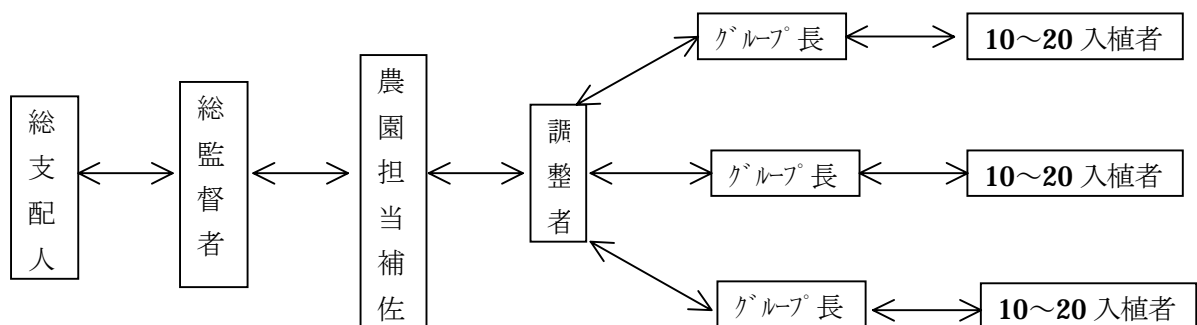 総支配人
総監督者
農園担当補佐
調整者
グループ長
10～20 入植者
グループ長
10～20 入植者
グループ長
10～20 入植者